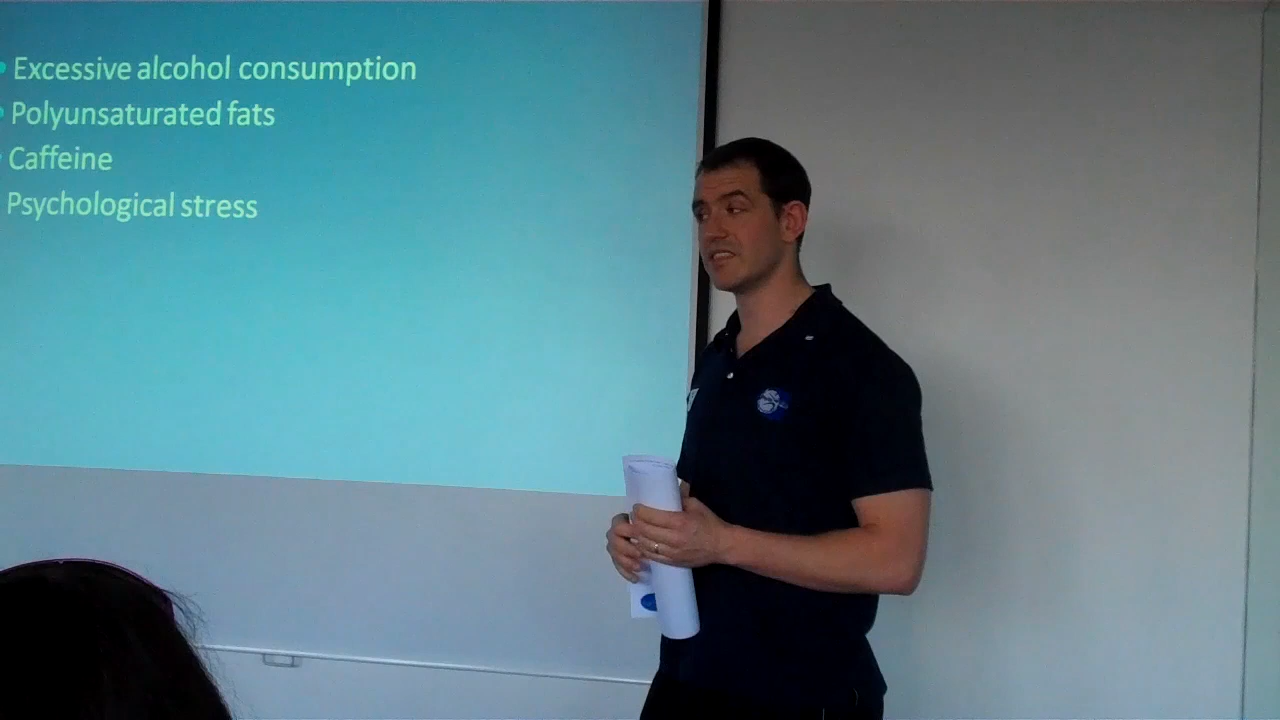 Excessive alcohol consumption
Polyunsaturated fats
Caffeine
Psychological stress